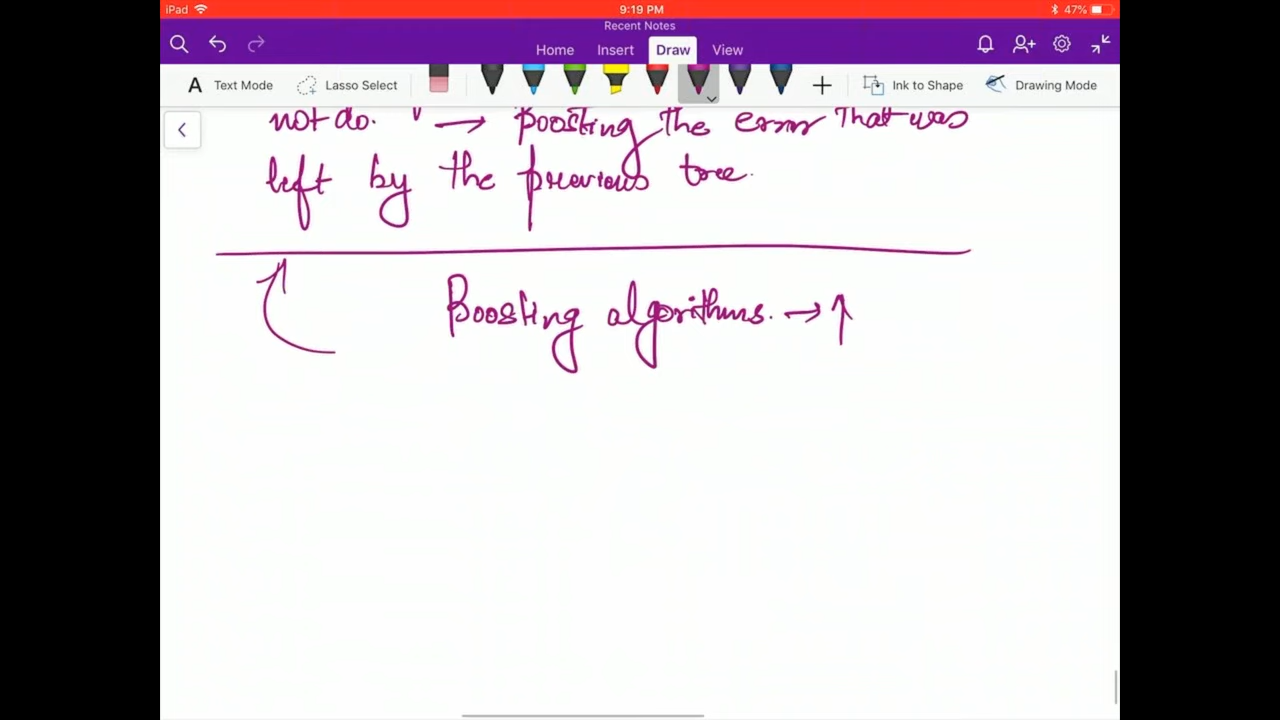 iPad 9:19 PM 47%
Recent Notes
Home Insert Draw View
A Text Mode Lasso Select Ink to Shape Drawing Mode
not do. → Boosting the error that was
left by the previous tree.
Boosting algorithms. → ↑